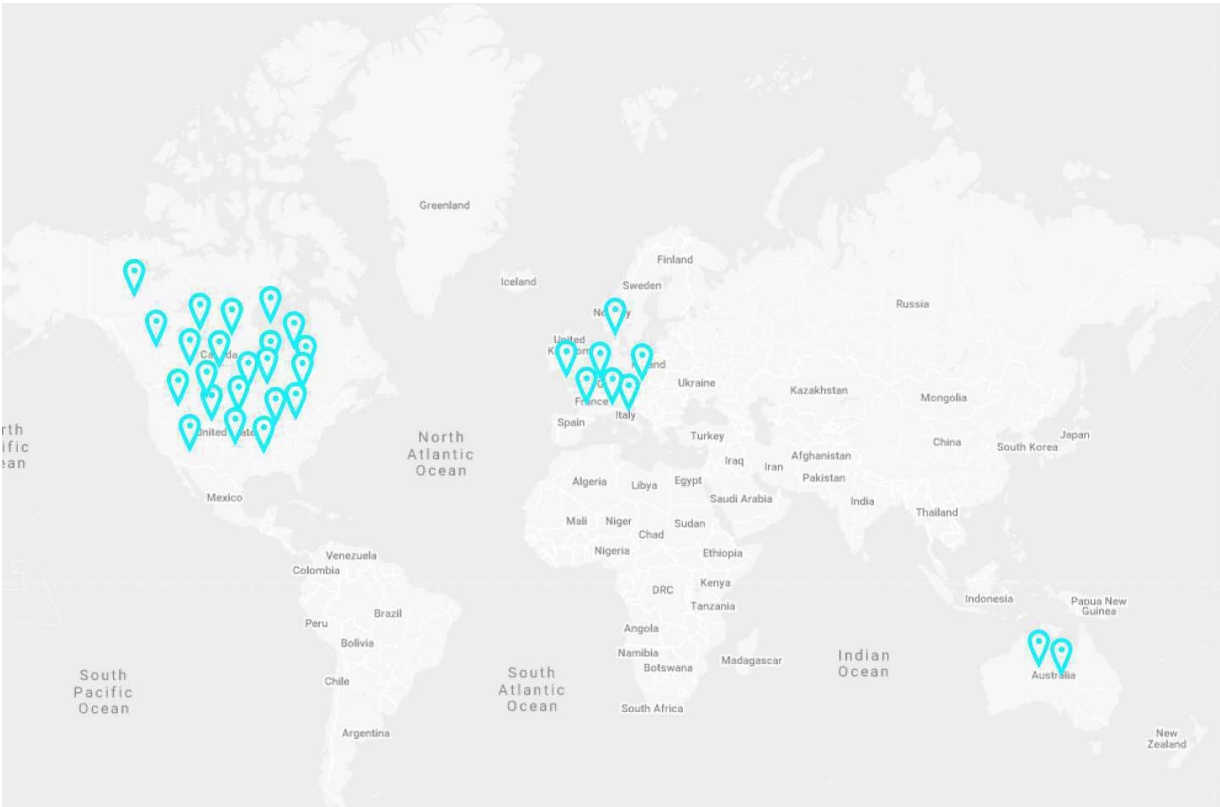 Greenland
Finland
Iceland
Sweden
Russia
United
Canada
Ukraine
Kazakhstan
Mongolia
France
Italy
Spain
North
Atlantic
Ocean
Turkey
China
South Korea
Japan
Iraq
Iran
Afghanistan
Pakistan
Mexico
Algeria
Libya
Egypt
Saudi Arabia
India
Thailand
Mali
Niger
Chad
Sudan
Nigeria
Ethiopia
Venezuela
Colombia
DRC
Kenya
Tanzania
Indonesia
Papua New
Guinea
Brazil
Peru
Bolivia
Angola
Namibia
Botswana
Madagascar
Indian
Ocean
South
Pacific
Ocean
Chile
South
Atlantic
Ocean
Australia
South Africa
Argentina
New
Zealand